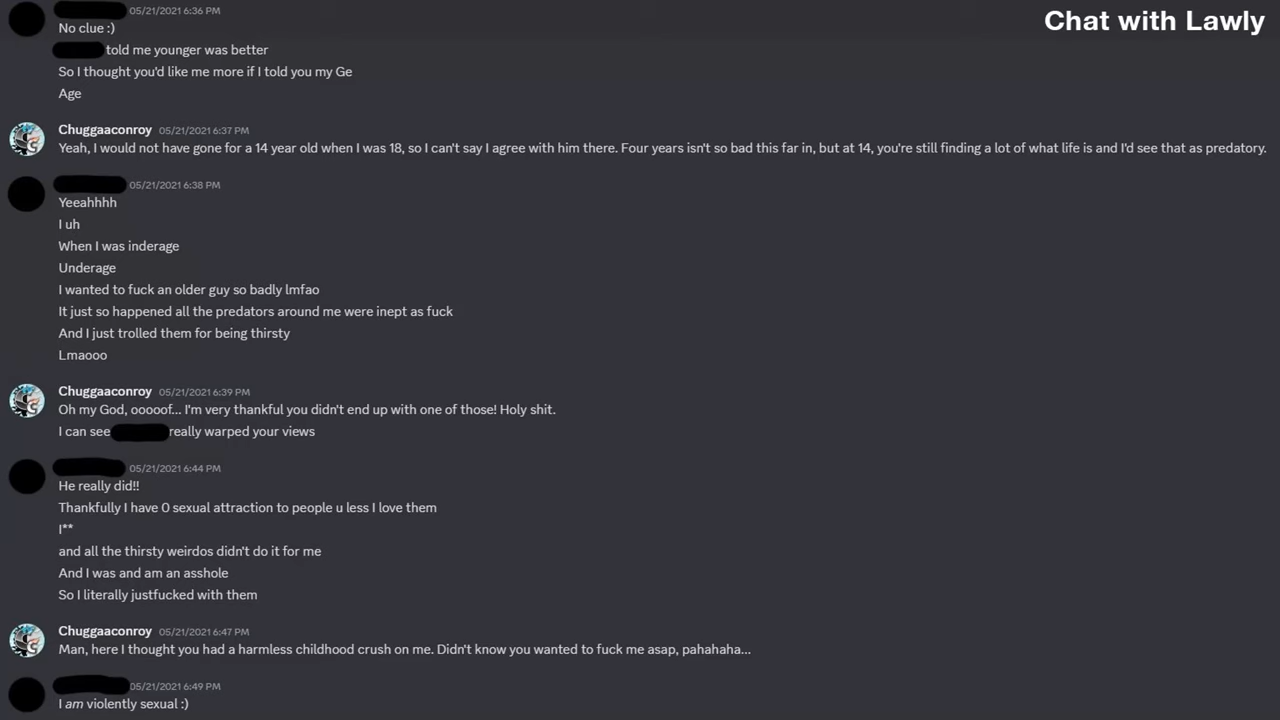 Chat with Lawly
05/21/2021 6:36 PM
No clue :)
told me younger was better
So I thought you'd like me more if I told you my Ge
Age
Chuggaaconroy 05/21/2021 6:37 PM
Yeah, I would not have gone for a 14 year old when I was 18, so I can't say I agree with him there. Four years isn't so bad this far in, but at 14, you're still finding a lot of what life is and I'd see that as predatory.
05/21/2021 6:38 PM
Yeeahhhh
I uh
When I was inderage
Underage
I wanted to fuck an older guy so badly lmfao
It just so happened all the predators around me were inept as fuck
And I just trolled them for being thirsty
Lmaooo
Chuggaaconroy 05/21/2021 6:39 PM
Oh my God, ooooof... I'm very thankful you didn't end up with one of those! Holy shit.
I can see really warped your views
05/21/2021 6:44 PM
He really did!!
Thankfully I have 0 sexual attraction to people u less I love them
I**
and all the thirsty weirdos didn't do it for me
And I was and am an asshole
So I literally justfucked with them
Chuggaaconroy 05/21/2021 6:47 PM
Man, here I thought you had a harmless childhood crush on me. Didn't know you wanted to fuck me asap, pahahaha...
05/21/2021 6:49 PM
I am violently sexual :)